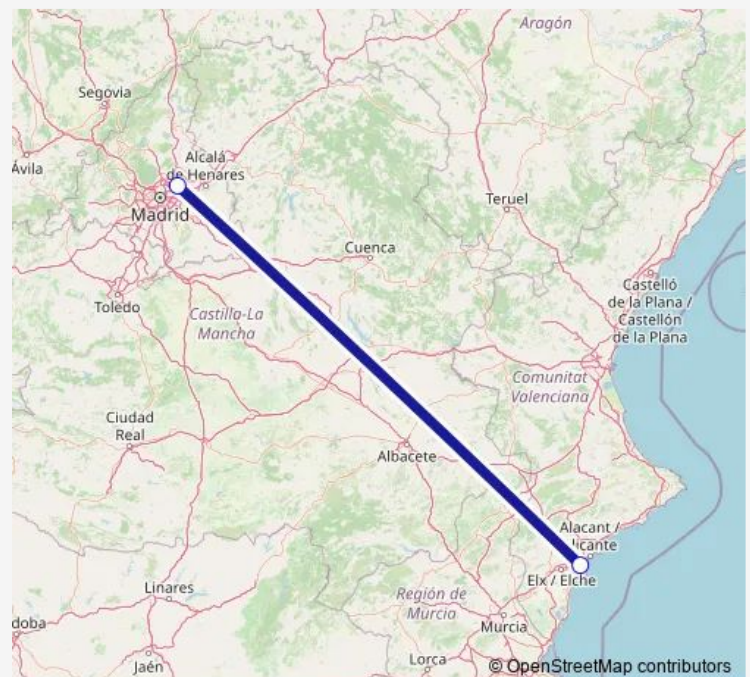 Aragón
Segovia
Ávila
Alcalá
de Henares
Madrid
Teruel
Cuenca
Toledo
Castilla-La
Mancha
Castelló
de la Plana /
Castellón
de la Plana
Comunitat
Valenciana
Ciudad
Real
Albacete
Alacant /
licante
Elx / Elche
Linares
Región de
Murcia
doba
Murcia
Jaén
Lorca
© OpenStreetMap contributors